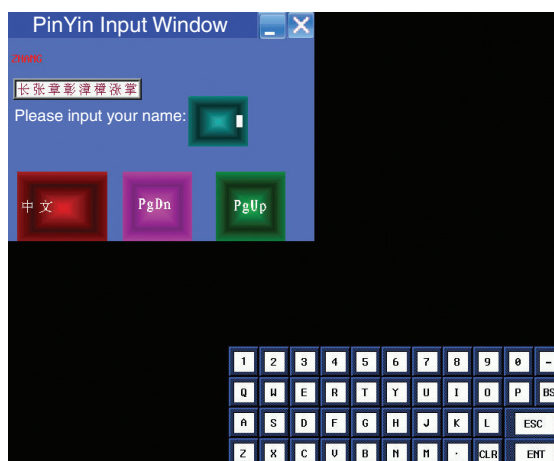 PinYin Input Window
ZHANG
长张章彰漳樟涨掌
Please input your name:
中文 PgDn PgUp
1 2 3 4 5 6 7 8 9 0 -
Q W E R T Y U I O P BS
A S D F G H J K L ESC
Z X C V B N M . CLR ENT